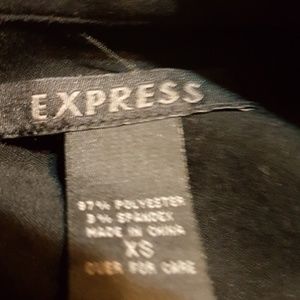 EXPRESS
97% POLYESTER
3% SPANDEX
MADE IN CHINA
XS
OVER FOR CARE